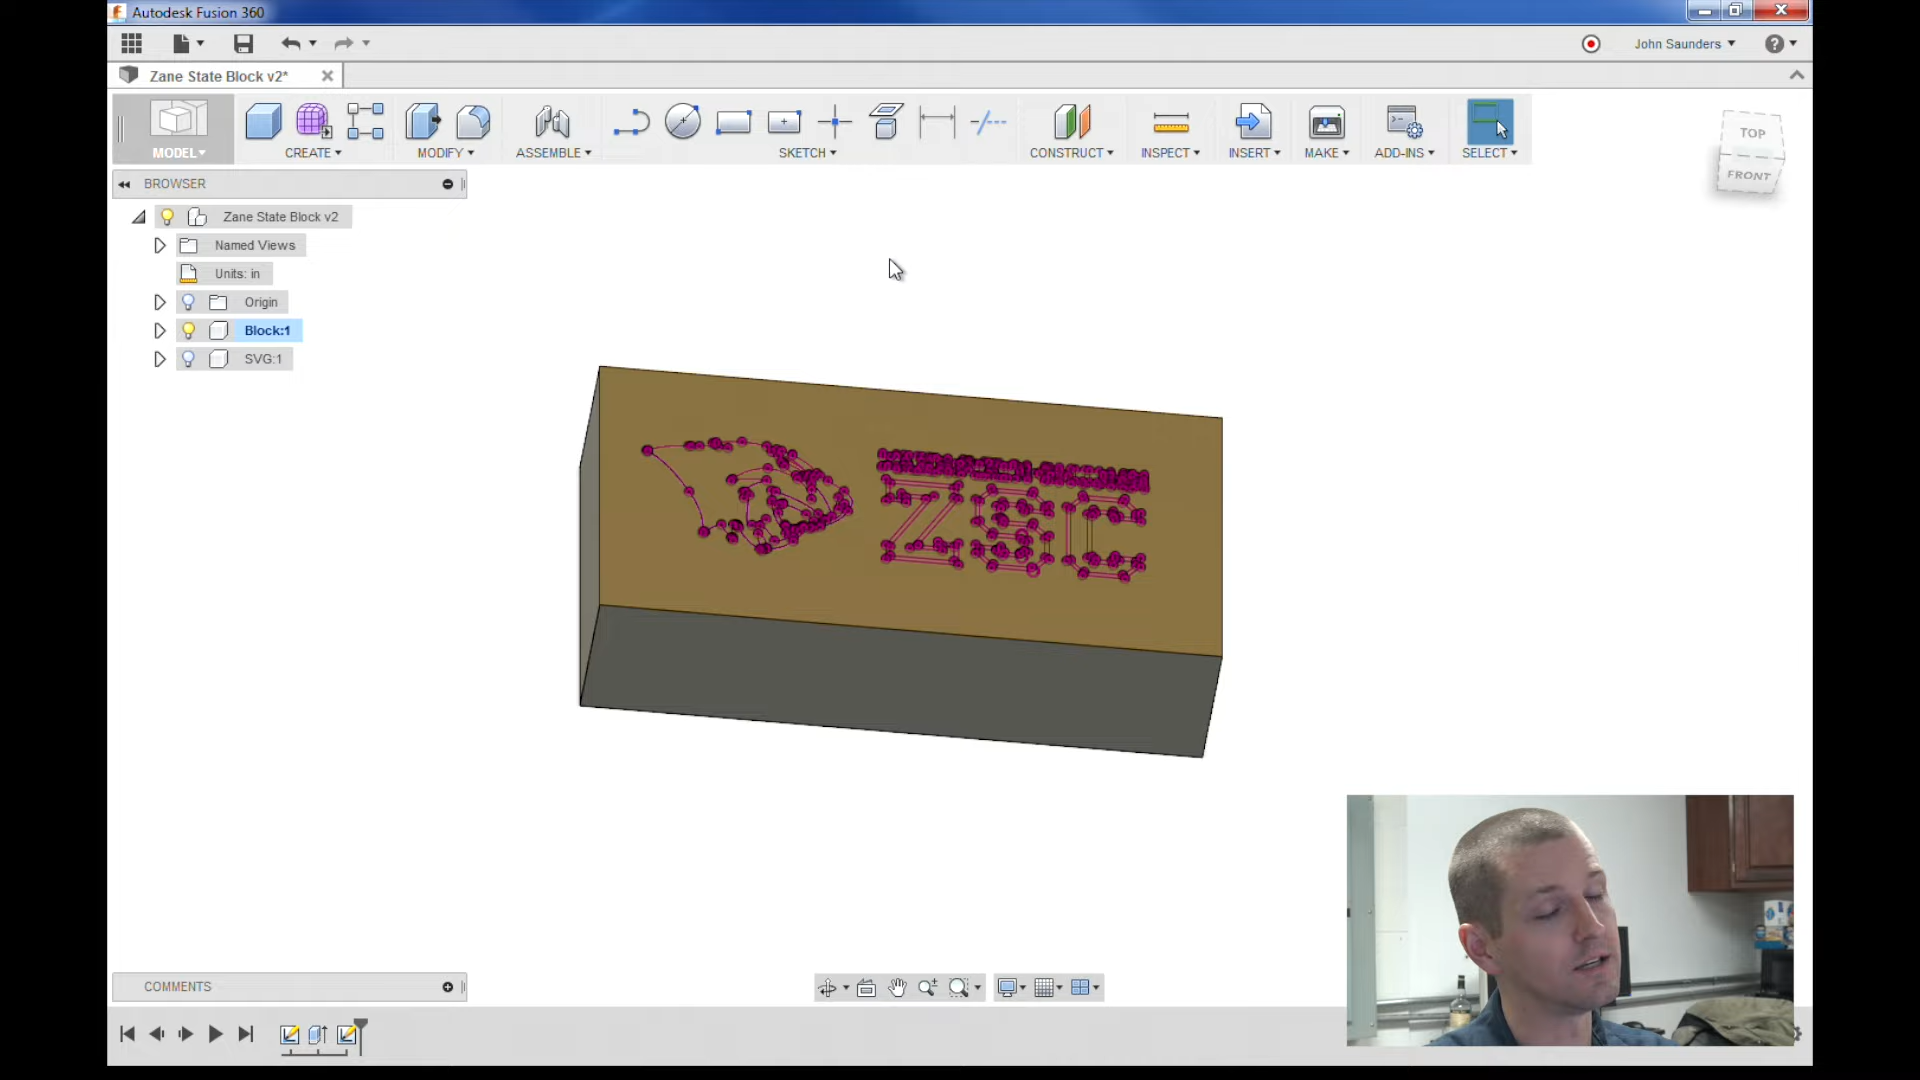 Autodesk Fusion 360
John Saunders
Zane State Block v2*
MODEL
CREATE
MODIFY
ASSEMBLE
SKETCH
CONSTRUCT
INSPECT
INSERT
MAKE
ADD-INS
SELECT
TOP
FRONT
BROWSER
Zane State Block v2
Named Views
Units: in
Origin
Block:1
SVG:1
ZSC
COMMENTS